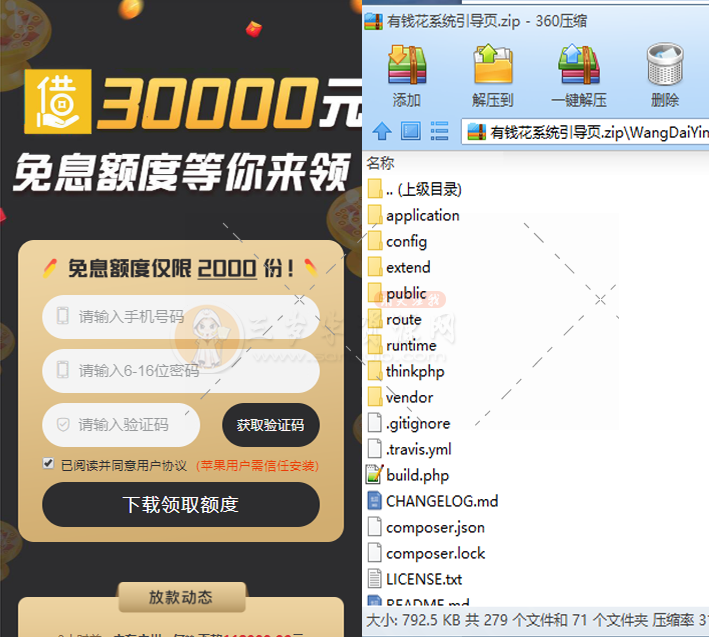 借
30000元
免息额度等你来领
免息额度仅限 2000 份！
请输入手机号码
请输入6-16位密码
请输入验证码
获取验证码
已阅读并同意用户协议 (苹果用户需信任安装)
下载领取额度
放款动态
有钱花系统引导页.zip - 360压缩
添加
解压到
一键解压
删除
有钱花系统引导页.zip\WangDaiYin
名称
.. (上级目录)
application
config
extend
public
route
runtime
thinkphp
vendor
.gitignore
.travis.yml
build.php
CHANGELOG.md
composer.json
composer.lock
LICENSE.txt
README.md
大小: 792.5 KB 共 279 个文件和 71 个文件夹 压缩率 3